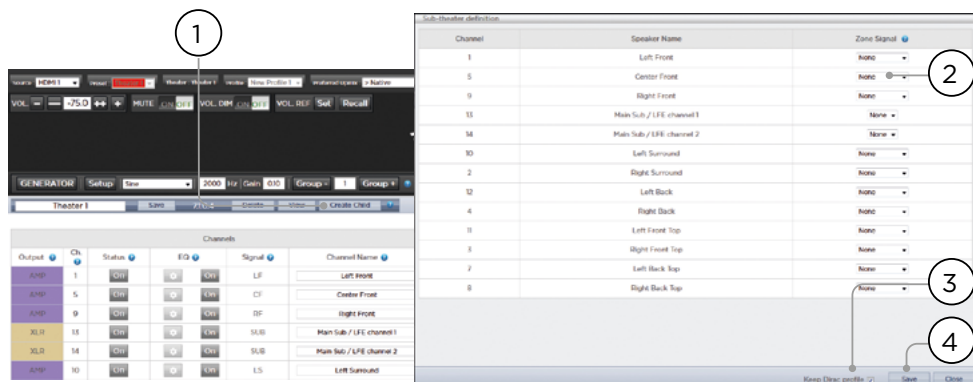 1
Source HDMI 1 Preset Theater 1 Theater Theater 1 Profile New Profile 1 Preferred upmix > Native
VOL. -75.0 ++ + MUTE ON OFF VOL. DIM ON OFF VOL. REF Set Recall
GENERATOR Setup Sine 2000 Hz Gain 0.10 Group - 1 Group +
Theater 1 Save Delete View Create Child
Channels
Output Ch. Status EQ Signal Channel Name
AMP 1 On On LF Left Front
AMP 5 On On CF Center Front
AMP 9 On On RF Right Front
XLR 13 On On SUB Main Sub / LFE channel 1
XLR 14 On On SUB Main Sub / LFE channel 2
AMP 10 On On LS Left Surround
Sub-theater definition
Channel Speaker Name Zone Signal
1 Left Front None
5 Center Front None
2
9 Right Front None
13 Main Sub / LFE channel 1 None
14 Main Sub / LFE channel 2 None
10 Left Surround None
2 Right Surround None
12 Left Back None
4 Right Back None
11 Left Front Top None
3 Right Front Top None
7 Left Back Top None
8 Right Back Top None
3
4
Keep Dirac profile Save Close